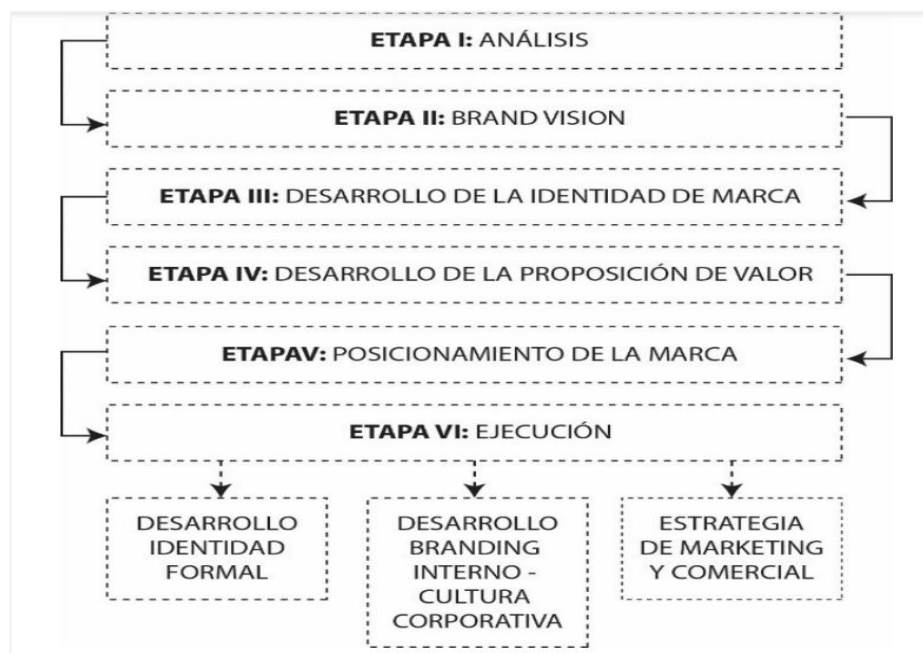 ETAPA I: ANÁLISIS
ETAPA II: BRAND VISION
ETAPA III: DESARROLLO DE LA IDENTIDAD DE MARCA
ETAPA IV: DESARROLLO DE LA PROPOSICIÓN DE VALOR
ETAPAV: POSICIONAMIENTO DE LA MARCA
ETAPA VI: EJECUCIÓN
DESARROLLO
IDENTIDAD
FORMAL
DESARROLLO
BRANDING
INTERNO -
CULTURA
CORPORATIVA
ESTRATEGIA
DE MARKETING
Y COMERCIAL